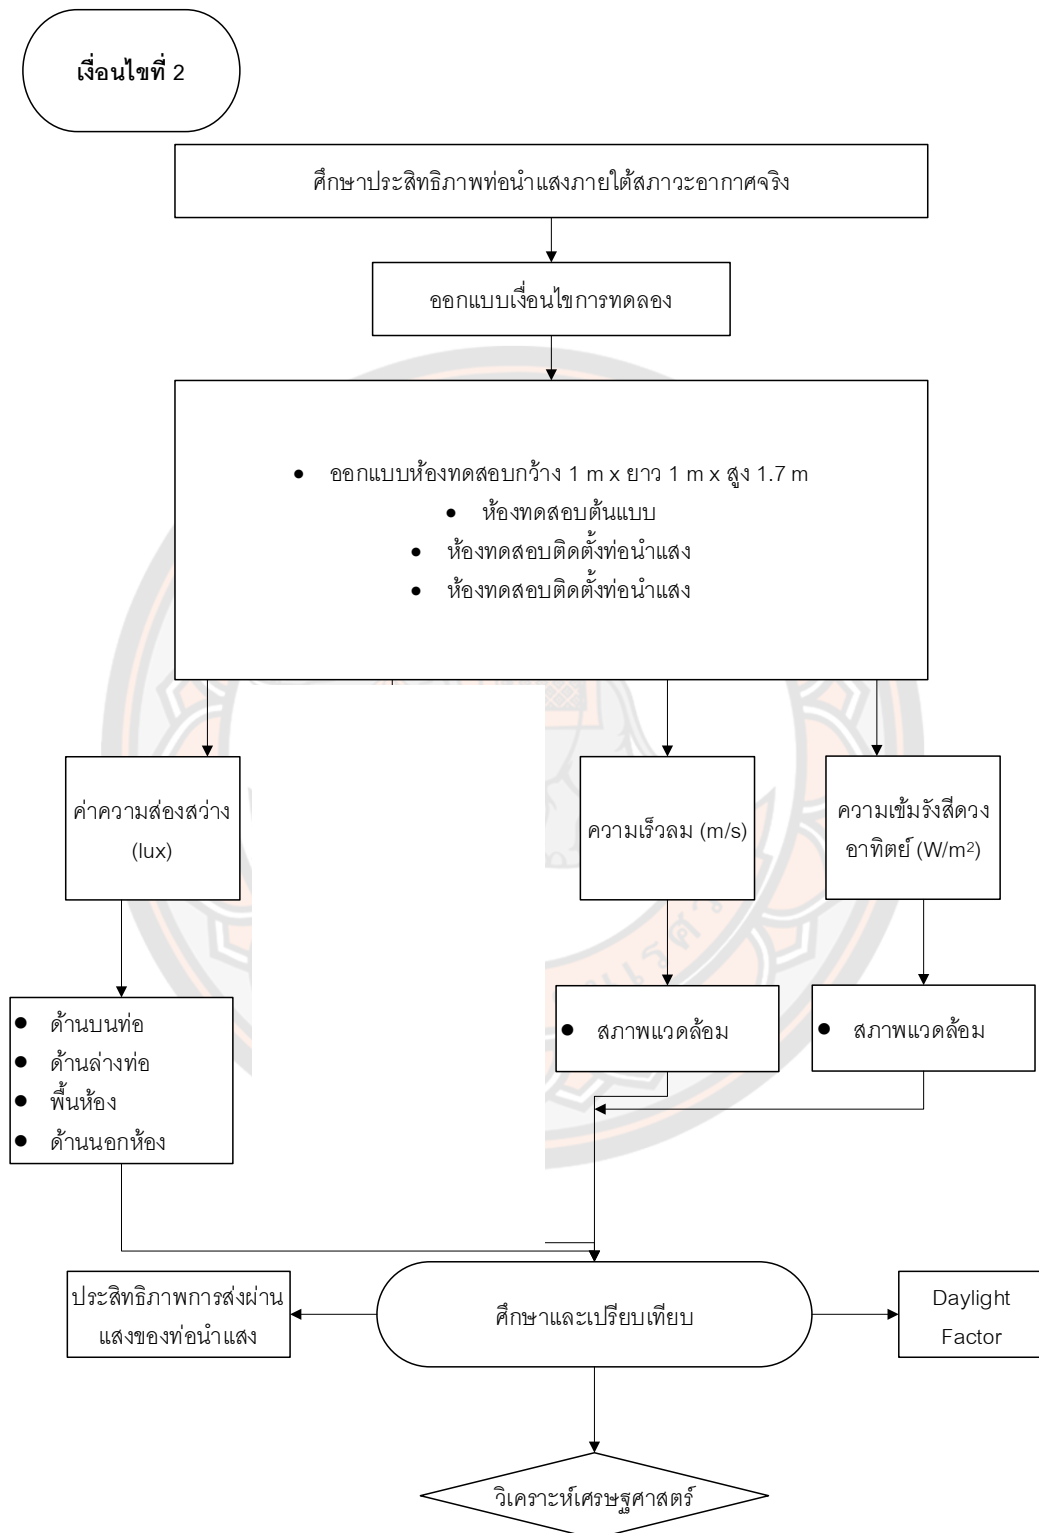 เงื่อนไขที่ 2
ศึกษาประสิทธิภาพท่อนำแสงภายใต้สภาวะอากาศจริง
ออกแบบเงื่อนไขการทดลอง
● ออกแบบห้องทดสอบกว้าง 1 m x ยาว 1 m x สูง 1.7 m
● ห้องทดสอบต้นแบบ
● ห้องทดสอบติดตั้งท่อนำแสง
● ห้องทดสอบติดตั้งท่อนำแสง
ค่าความส่องสว่าง
(lux)
ความเร็วลม (m/s)
ความเข้มรังสีดวง
อาทิตย์ (W/m²)
● ด้านบนท่อ
● ด้านล่างท่อ
● พื้นห้อง
● ด้านนอกห้อง
● สภาพแวดล้อม
● สภาพแวดล้อม
ประสิทธิภาพการส่งผ่าน
แสงของท่อนำแสง
ศึกษาและเปรียบเทียบ
Daylight
Factor
วิเคราะห์เศรษฐศาสตร์